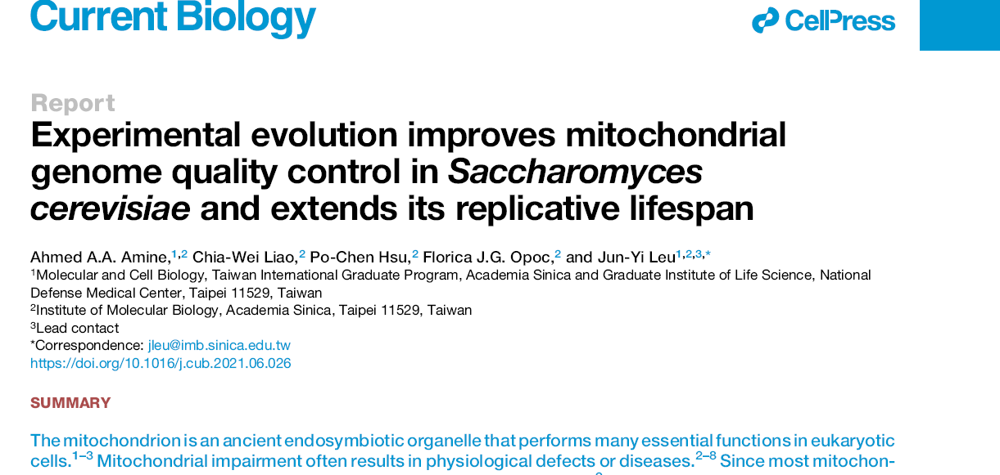 Current Biology
CellPress
Report
Experimental evolution improves mitochondrial
genome quality control in Saccharomyces
cerevisiae and extends its replicative lifespan
Ahmed A.A. Amine,1,2 Chia-Wei Liao,2 Po-Chen Hsu,2 Florica J.G. Opoc,2 and Jun-Yi Leu1,2,3,*
1Molecular and Cell Biology, Taiwan International Graduate Program, Academia Sinica and Graduate Institute of Life Science, National
Defense Medical Center, Taipei 11529, Taiwan
2Institute of Molecular Biology, Academia Sinica, Taipei 11529, Taiwan
3Lead contact
*Correspondence: jleu@imb.sinica.edu.tw
https://doi.org/10.1016/j.cub.2021.06.026
SUMMARY
The mitochondrion is an ancient endosymbiotic organelle that performs many essential functions in eukaryotic
cells.1–3 Mitochondrial impairment often results in physiological defects or diseases.2–8 Since most mitochon-